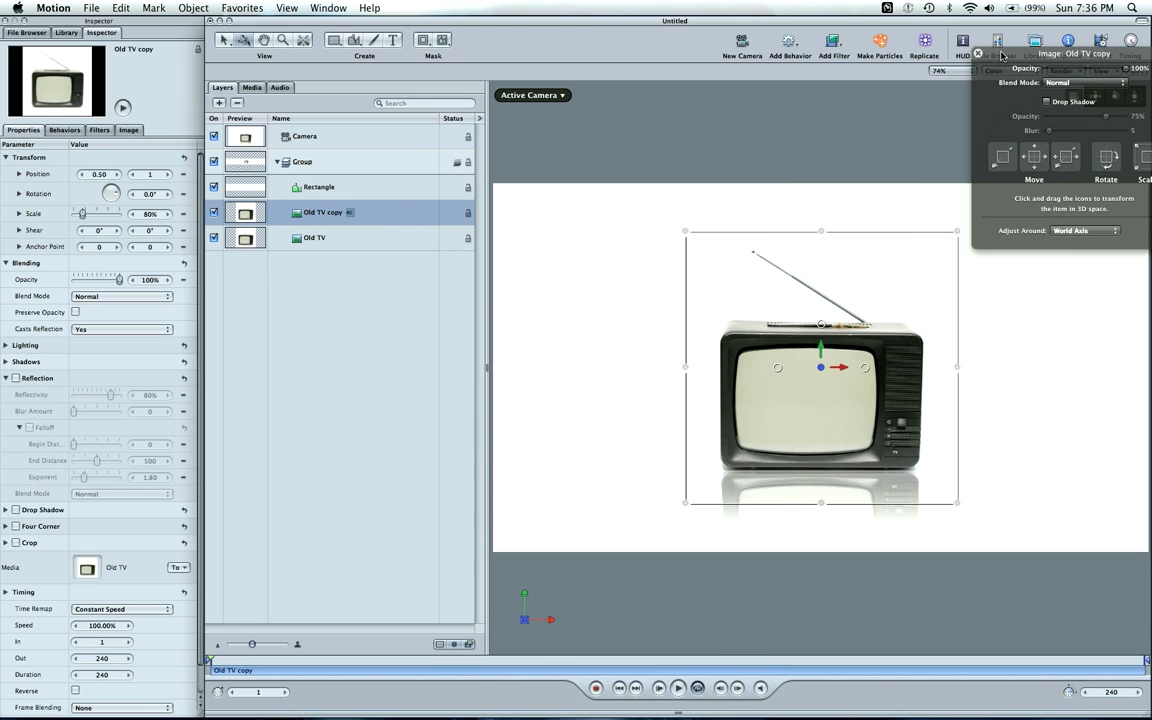 Motion File Edit Mark Object Favorites View Window Help (99%) Sun 7:36 PM
Inspector
Untitled
File Browser Library Inspector
Old TV copy
View Create Mask New Camera Add Behavior Add Filter Make Particles Replicate HUD Timing
74% Color Render View
Properties Behaviors Filters Image
Parameter Value
Transform
Position 0.50 1
Rotation 0.0°
Scale 80%
Shear 0° 0°
Anchor Point 0 0
Blending
Opacity 100%
Blend Mode Normal
Preserve Opacity
Casts Reflection Yes
Lighting
Shadows
Reflection
Reflectivity 80%
Blur Amount 0
Falloff
Begin Dist... 0
End Distance 500
Exponent 1.80
Blend Mode Normal
Drop Shadow
Four Corner
Crop
Media Old TV To
Timing
Time Remap Constant Speed
Speed 100.00%
In 1
Out 240
Duration 240
Reverse
Frame Blending None
Layers Media Audio
Search
On Preview Name Status
Camera
Group
Rectangle
Old TV copy
Old TV
Active Camera
TV
Image: Old TV copy
Opacity: 100%
Blend Mode: Normal
Drop Shadow
Opacity: 75%
Blur: 5
Move Rotate Scal
Click and drag the icons to transform
the item in 3D space.
Adjust Around: World Axis
Old TV copy
1 240